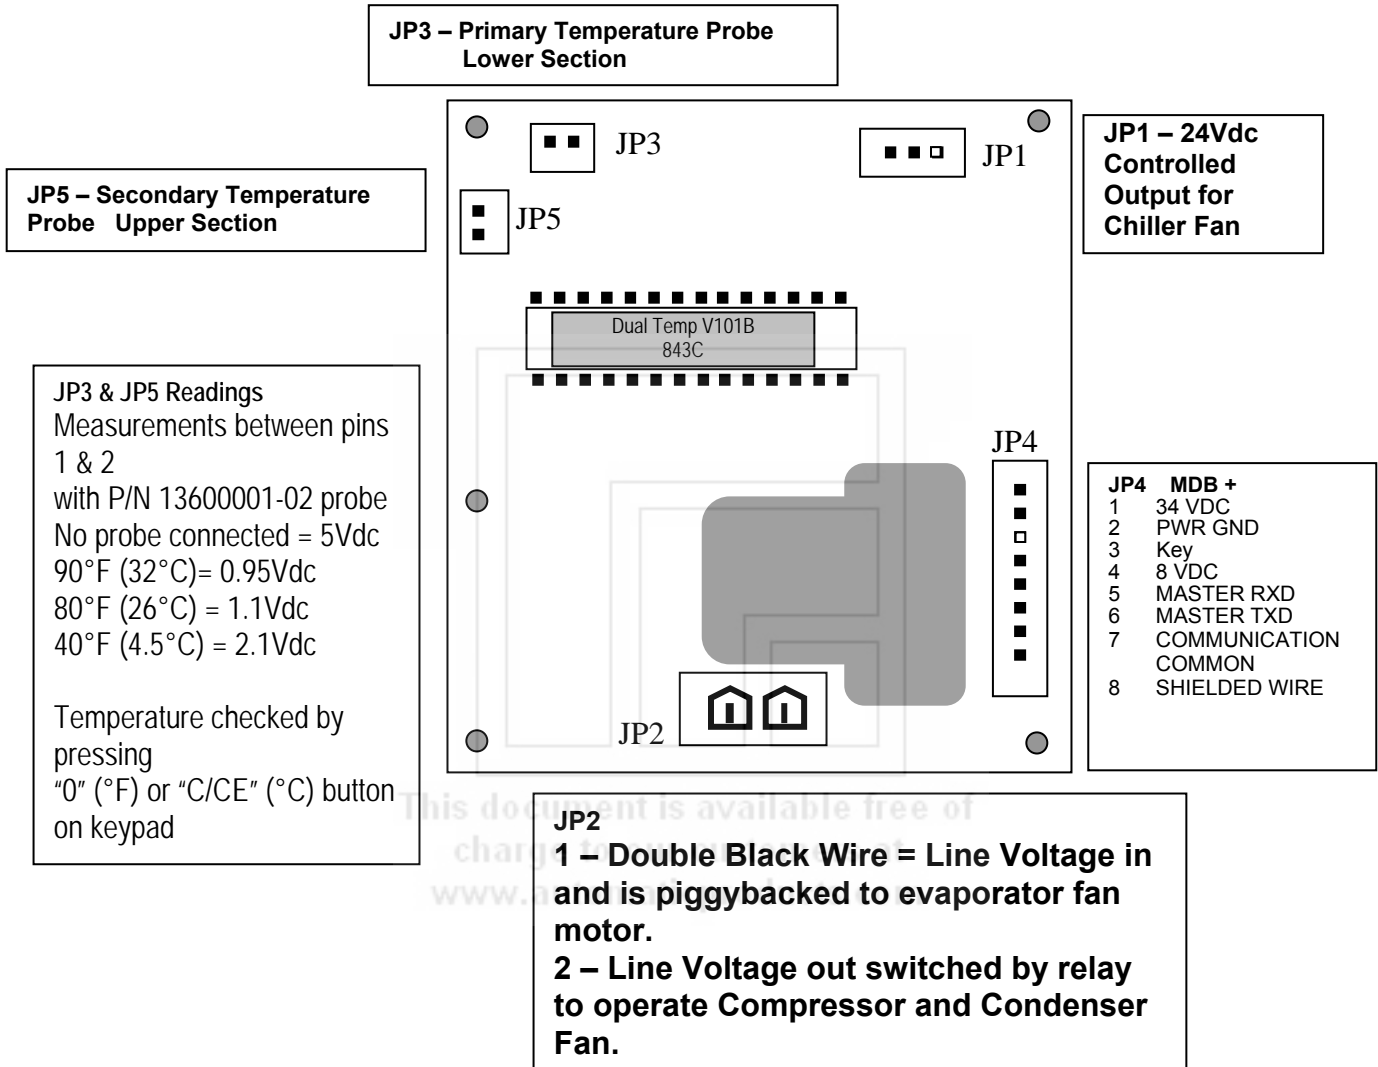 JP3 – Primary Temperature Probe
Lower Section
JP3
JP1
JP1 – 24Vdc
Controlled
Output for
Chiller Fan
JP5 – Secondary Temperature
Probe Upper Section
JP5
Dual Temp V101B
843C
JP3 & JP5 Readings
Measurements between pins
1 & 2
with P/N 13600001-02 probe
No probe connected = 5Vdc
90°F (32°C)= 0.95Vdc
80°F (26°C) = 1.1Vdc
40°F (4.5°C) = 2.1Vdc
Temperature checked by
pressing
"0" (°F) or "C/CE" (°C) button
on keypad
JP4
JP4 MDB +
1 34 VDC
2 PWR GND
3 Key
4 8 VDC
5 MASTER RXD
6 MASTER TXD
7 COMMUNICATION
COMMON
8 SHIELDED WIRE
JP2
This document is available free of
JP2
1 – Double Black Wire = Line Voltage in
and is piggybacked to evaporator fan
motor.
2 – Line Voltage out switched by relay
to operate Compressor and Condenser
Fan.